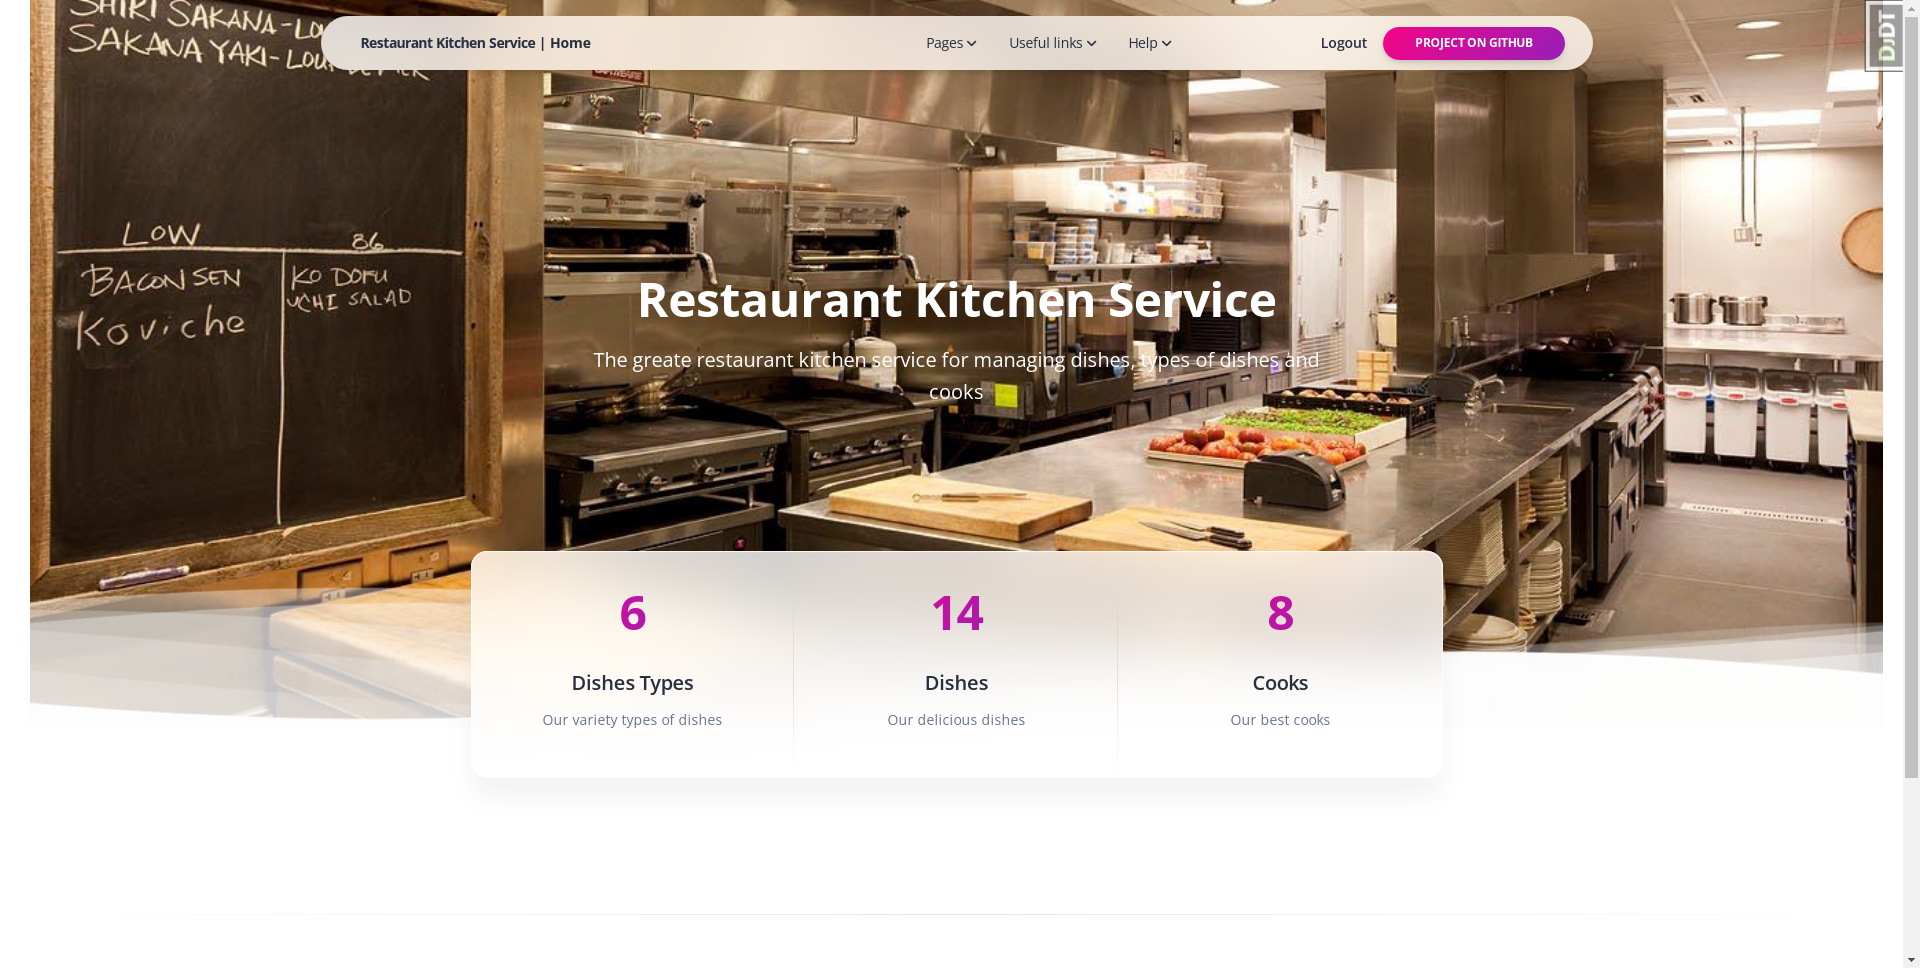 SHIRI SAKANA-LOU
SAKANA YAKI-LOUP DE MER
Restaurant Kitchen Service | Home
Pages
Useful links
Help
Logout
PROJECT ON GITHUB
DJDT
LOW
86
BACON SEN
KO DOFU
UCHI SALAD
Koviche
Restaurant Kitchen Service
The greate restaurant kitchen service for managing dishes, types of dishes and
cooks
6
14
8
Dishes Types
Dishes
Cooks
Our variety types of dishes
Our delicious dishes
Our best cooks